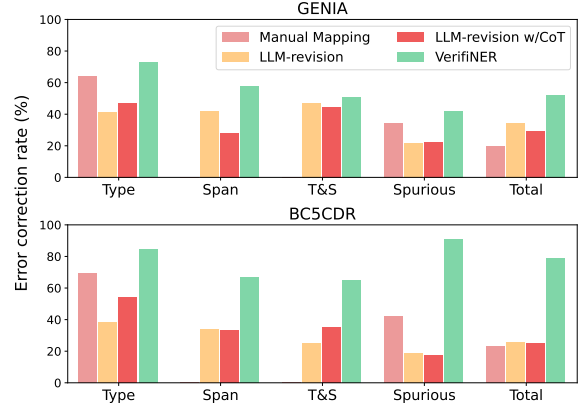 GENIA
Error correction rate (%)
100
80
60
40
20
0
Manual Mapping
LLM-revision
LLM-revision w/CoT
VerifiNER
Type Span T&S Spurious Total
BC5CDR
100
80
60
40
20
0
Type Span T&S Spurious Total